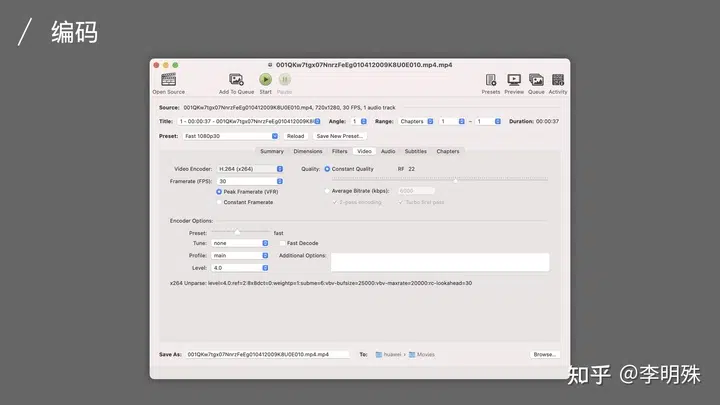 编码
001QKw7tgx07NnrzFeEg010412009K8U0E010.mp4.mp4
Open Source Add To Queue Start Pause Presets Preview Queue Activity
Source: 001QKw7tgx07NnrzFeEg010412009K8U0E010.mp4, 720x1280, 30 FPS, 1 audio track
Title: 1 - 00:00:37 - 001QKw7tgx07NnrzFeEg010412009K8 Angle: 1 Range: Chapters 1 ~ 1 Duration: 00:00:37
Preset: Fast 1080p30 Reload Save New Preset...
Summary Dimensions Filters Video Audio Subtitles Chapters
Video Encoder: H.264 (x264) Quality: Constant Quality RF 22
Framerate (FPS): 30
Peak Framerate (VFR) Average Bitrate (kbps): 6000
Constant Framerate 2-pass encoding Turbo first pass
Encoder Options:
Preset: fast
Tune: none Fast Decode
Profile: main Additional Options:
Level: 4.0
x264 Unparse: level=4.0:ref=2:8x8dct=0:weightp=1:subme=6:vbv-bufsize=25000:vbv-maxrate=20000:rc-lookahead=30
Save As: 001QKw7tgx07NnrzFeEg010412009K8U0E010.mp4.mp4 To: huawei Movies Browse...
知乎 @李明殊